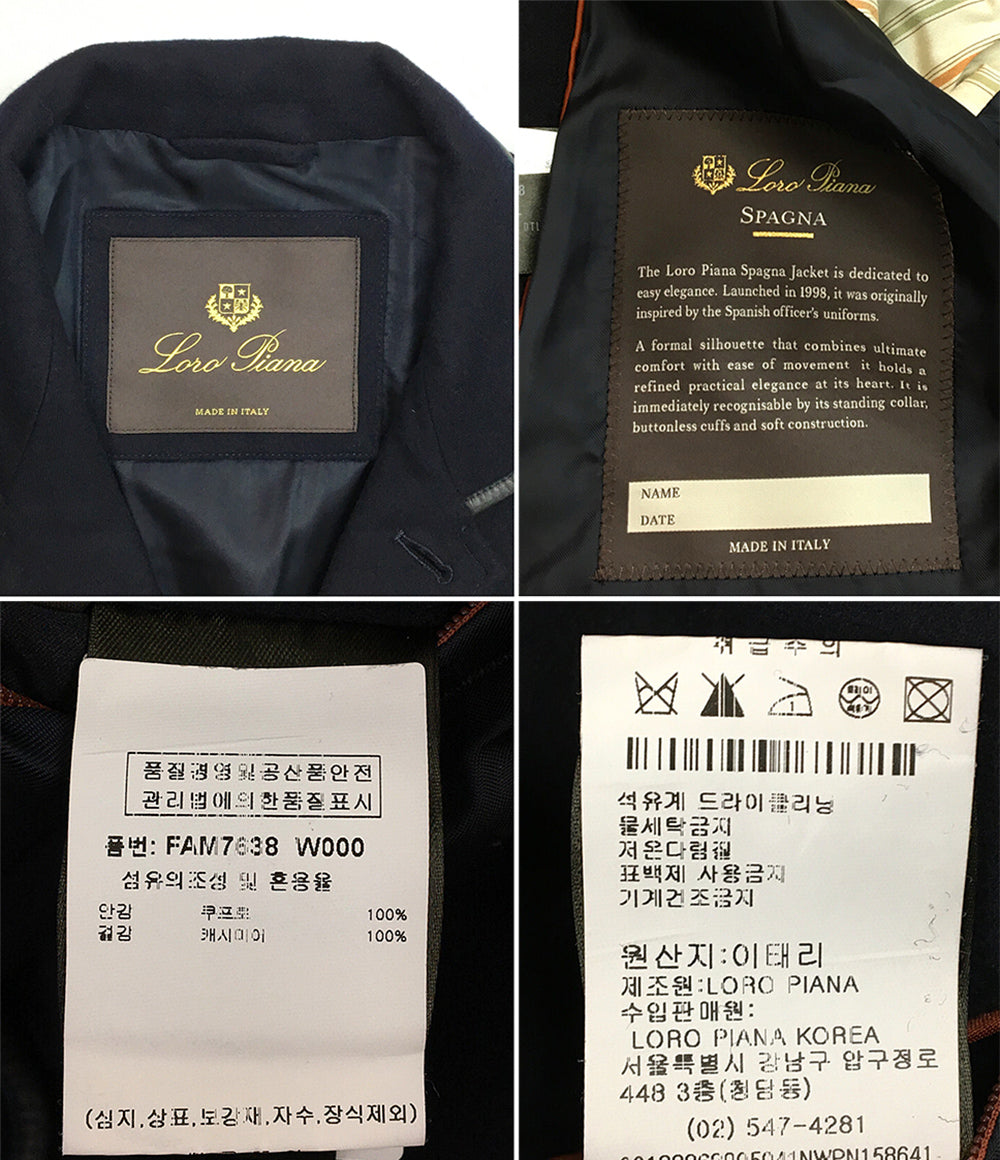 Loro Piana
MADE IN ITALY
Loro Piana
SPAGNA
The Loro Piana Spagna Jacket is dedicated to
easy elegance. Launched in 1998, it was originally
inspired by the Spanish officer's uniforms.
A formal silhouette that combines ultimate
comfort with ease of movement it holds a
refined practical elegance at its heart. It is
immediately recognisable by its standing collar,
buttonless cuffs and soft construction.
NAME
DATE
MADE IN ITALY
품질경영및공산품안전
관리법에의한품질표시
품번: FAM7638 W000
섬유의조성 및 혼용율
안감 쿠프로 100%
겉감 캐시미어 100%
(심지,상표,보강재,자수,장식제외)
취급주의
1
드라이
석유계 드라이클리닝
물세탁금지
저온다림질
표백제 사용금지
기계건조금지
원산지:이태리
제조원:LORO PIANA
수입판매원:
LORO PIANA KOREA
서울특별시 강남구 압구정로
448 3층(청담동)
(02) 547-4281